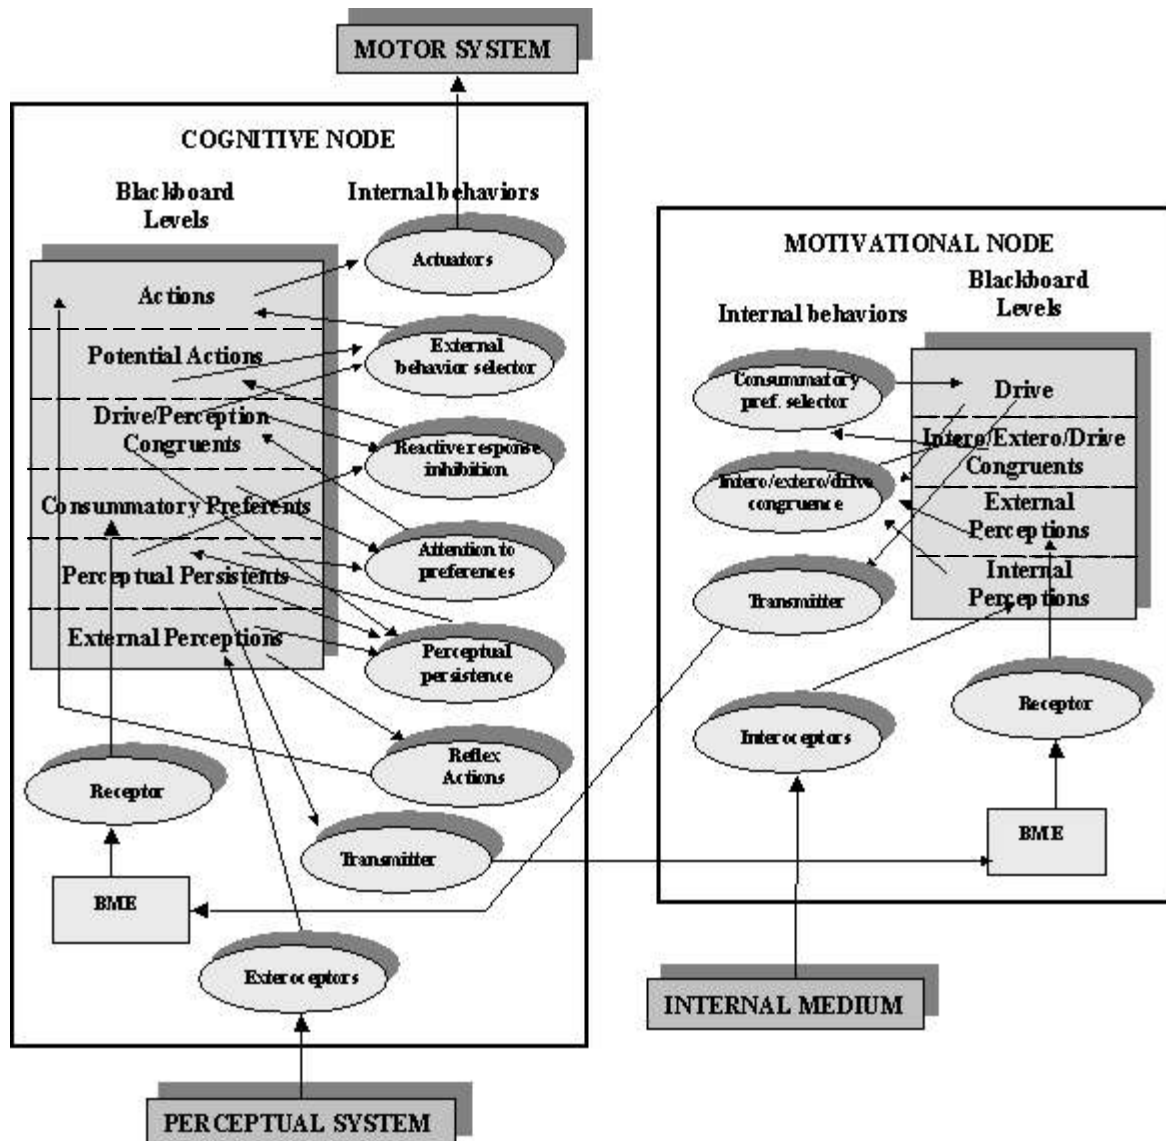 MOTOR SYSTEM
COGNITIVE NODE
Blackboard
Levels
Internal behaviors
Actions
Potential Actions
Drive/Perception
Congruents
Consummatory Preferents
Perceptual Persistents
External Perceptions
Actuators
External
behavior selector
Reactive response
inhibition
Attention to
preferences
Perceptual
persistence
Reflex
Actions
Receptor
Transmitter
BME
Exteroceptors
PERCEPTUAL SYSTEM
MOTIVATIONAL NODE
Internal behaviors
Blackboard
Levels
Consummatory
pref. selector
Intero/extero/drive
congruence
Transmitter
Interoceptors
Drive
Intero/Extero/Drive
Congruents
External
Perceptions
Internal
Perceptions
Receptor
BME
INTERNAL MEDIUM